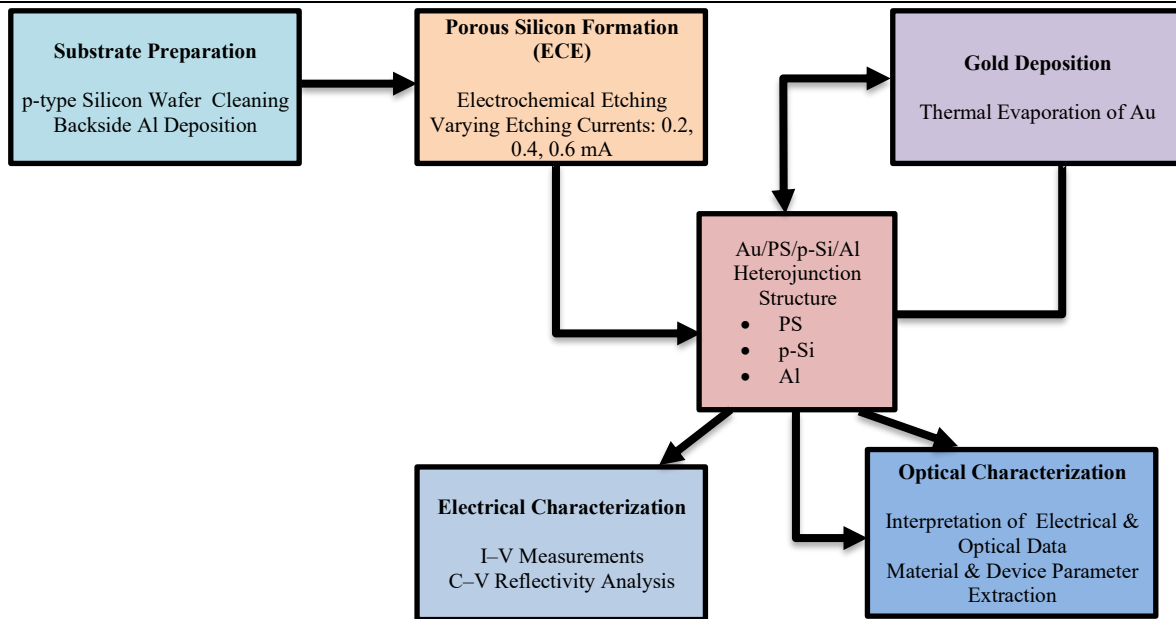 Substrate Preparation
p-type Silicon Wafer Cleaning
Backside Al Deposition
Porous Silicon Formation
(ECE)
Electrochemical Etching
Varying Etching Currents: 0.2,
0.4, 0.6 mA
Gold Deposition
Thermal Evaporation of Au
Au/PS/p-Si/Al
Heterojunction
Structure
• PS
• p-Si
• Al
Electrical Characterization
I–V Measurements
C–V Reflectivity Analysis
Optical Characterization
Interpretation of Electrical &
Optical Data
Material & Device Parameter
Extraction